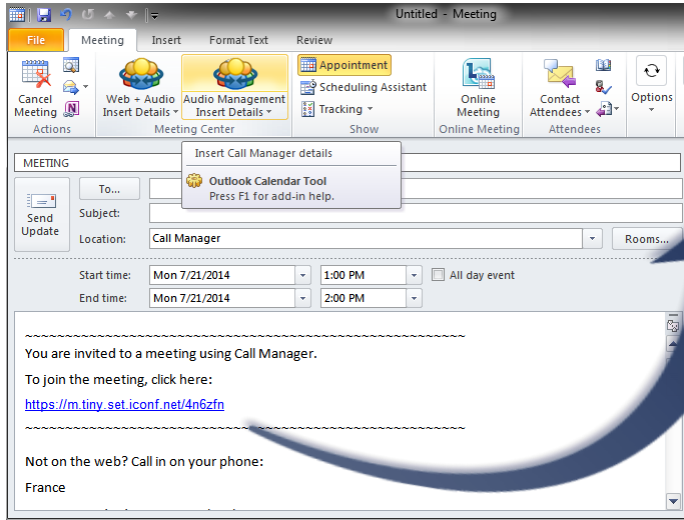 Untitled - Meeting
File Meeting Insert Format Text Review
Cancel Meeting
Actions
Web + Audio Insert Details
Audio Management Insert Details
Meeting Center
Appointment
Scheduling Assistant
Tracking
Show
Online Meeting
Online Meeting
Contact Attendees
Attendees
Options
Insert Call Manager details
Outlook Calendar Tool
Press F1 for add-in help.
MEETING
Send Update
To...
Subject:
Location: Call Manager Rooms...
Start time: Mon 7/21/2014 1:00 PM All day event
End time: Mon 7/21/2014 2:00 PM
~~~~~~~~~~~~~~~~~~~~~~~~~~~~~~~~~~~~~~~~~~~~~~~~~~~~~~~
You are invited to a meeting using Call Manager.
To join the meeting, click here:
https://m.tiny.set.iconf.net/4n6zfn
~~~~~~~~~~~~~~~~~~~~~~~~~~~~~~~~~~~~~~~~~~~~~~~~~~~~~~~
Not on the web? Call in on your phone:
France